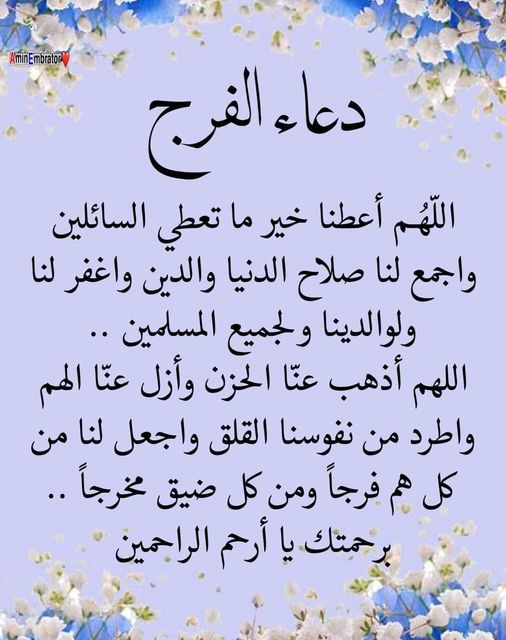 AminEmbrator
دعاء الفرج
اللّهُم أعطنا خير ما تعطي السائلين
واجمع لنا صلاح الدنيا والدين واغفر لنا
ولوالدينا ولجميع المسلمين ..
اللهم أذهب عنّا الحزن وأزل عنّا الهم
واطرد من نفوسنا القلق واجعل لنا من
كل هم فرجاً ومن كل ضيق مخرجاً ..
برحمتك يا أرحم الراحمين